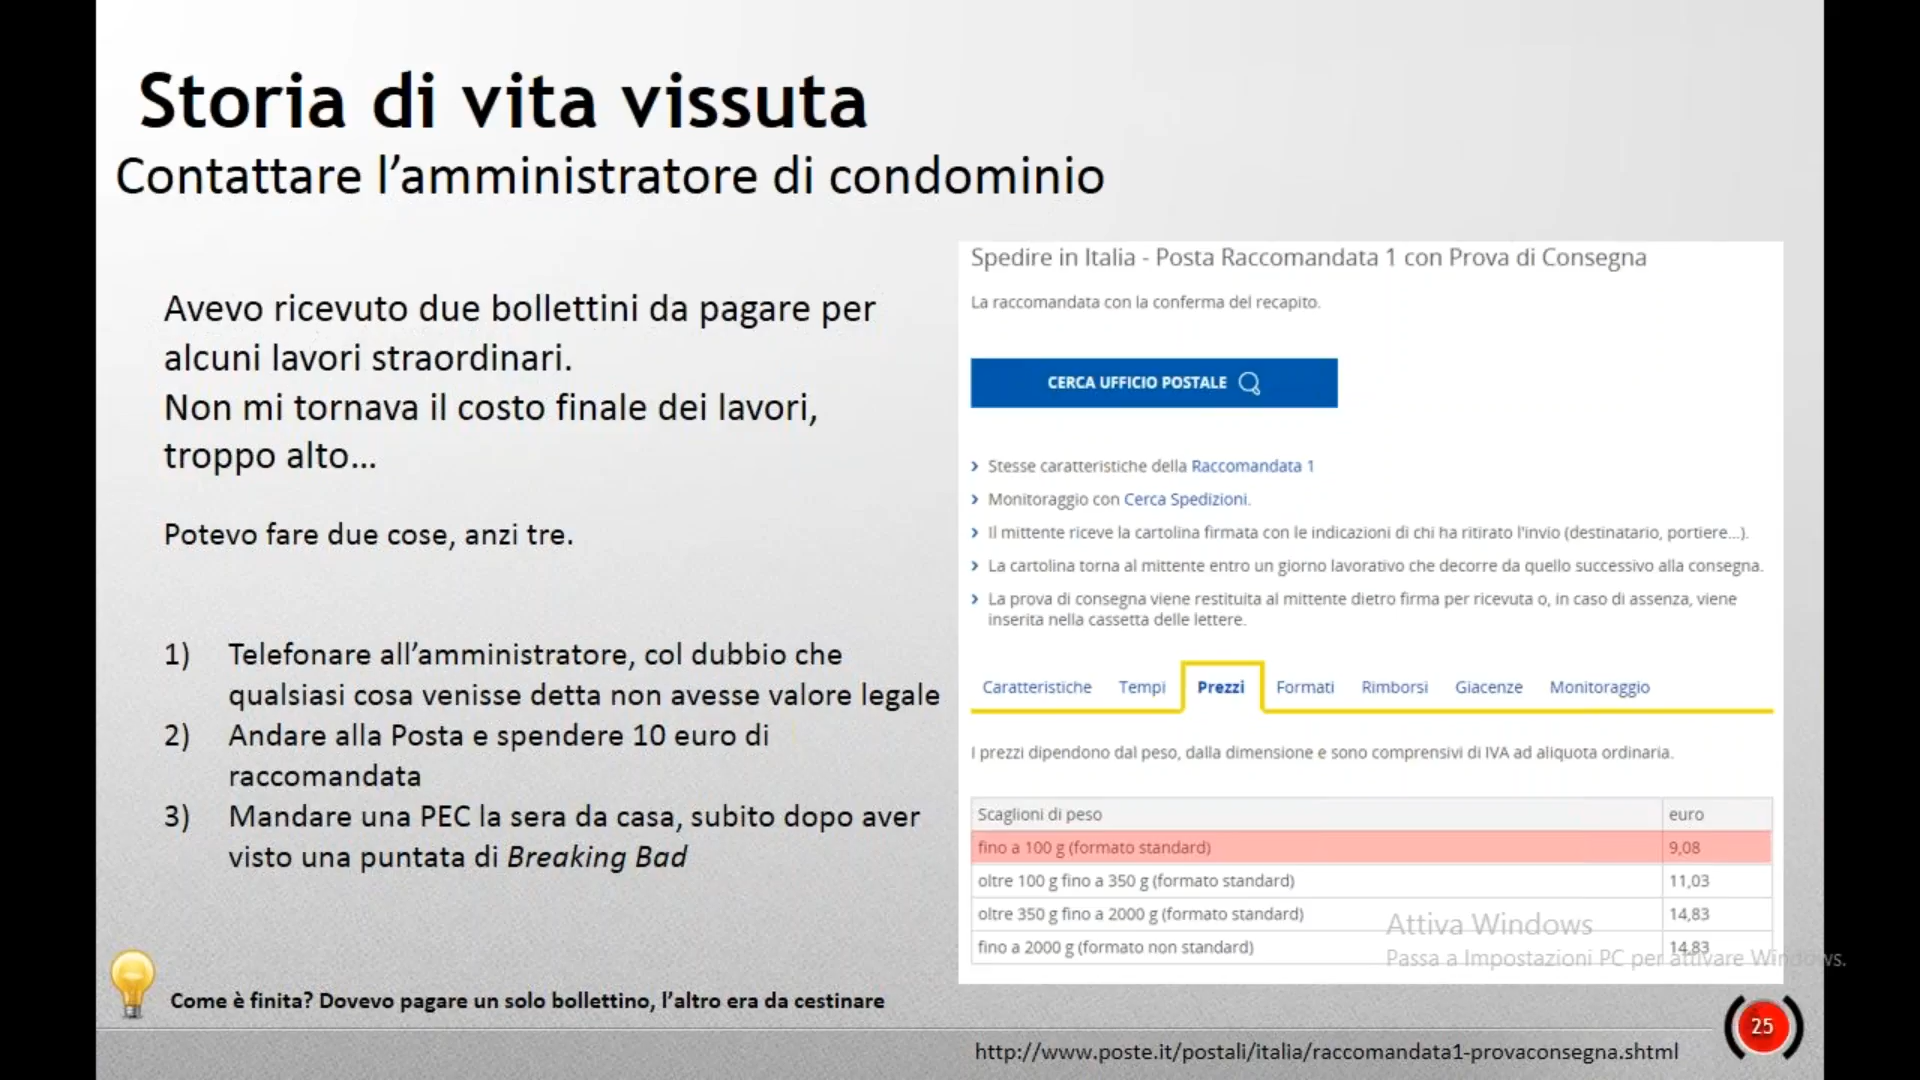 Storia di vita vissuta
Contattare l’amministratore di condominio
Avevo ricevuto due bollettini da pagare per
alcuni lavori straordinari.
Non mi tornava il costo finale dei lavori,
troppo alto…
Potevo fare due cose, anzi tre.
1) Telefonare all’amministratore, col dubbio che
qualsiasi cosa venisse detta non avesse valore legale
2) Andare alla Posta e spendere 10 euro di
raccomandata
3) Mandare una PEC la sera da casa, subito dopo aver
visto una puntata di Breaking Bad
Come è finita? Dovevo pagare un solo bollettino, l’altro era da cestinare
Spedire in Italia - Posta Raccomandata 1 con Prova di Consegna
La raccomandata con la conferma del recapito.
CERCA UFFICIO POSTALE
› Stesse caratteristiche della Raccomandata 1
› Monitoraggio con Cerca Spedizioni.
› Il mittente riceve la cartolina firmata con le indicazioni di chi ha ritirato l'invio (destinatario, portiere...).
› La cartolina torna al mittente entro un giorno lavorativo che decorre da quello successivo alla consegna.
› La prova di consegna viene restituita al mittente dietro firma per ricevuta o, in caso di assenza, viene
inserita nella cassetta delle lettere.
Caratteristiche Tempi Prezzi Formati Rimborsi Giacenze Monitoraggio
I prezzi dipendono dal peso, dalla dimensione e sono comprensivi di IVA ad aliquota ordinaria.
Scaglioni di peso euro
fino a 100 g (formato standard) 9,08
oltre 100 g fino a 350 g (formato standard) 11,03
oltre 350 g fino a 2000 g (formato standard) 14,83
fino a 2000 g (formato non standard) 14,83
Attiva Windows
Passa a Impostazioni PC per attivare Windows.
http://www.poste.it/postali/italia/raccomandata1-provaconsegna.shtml
25